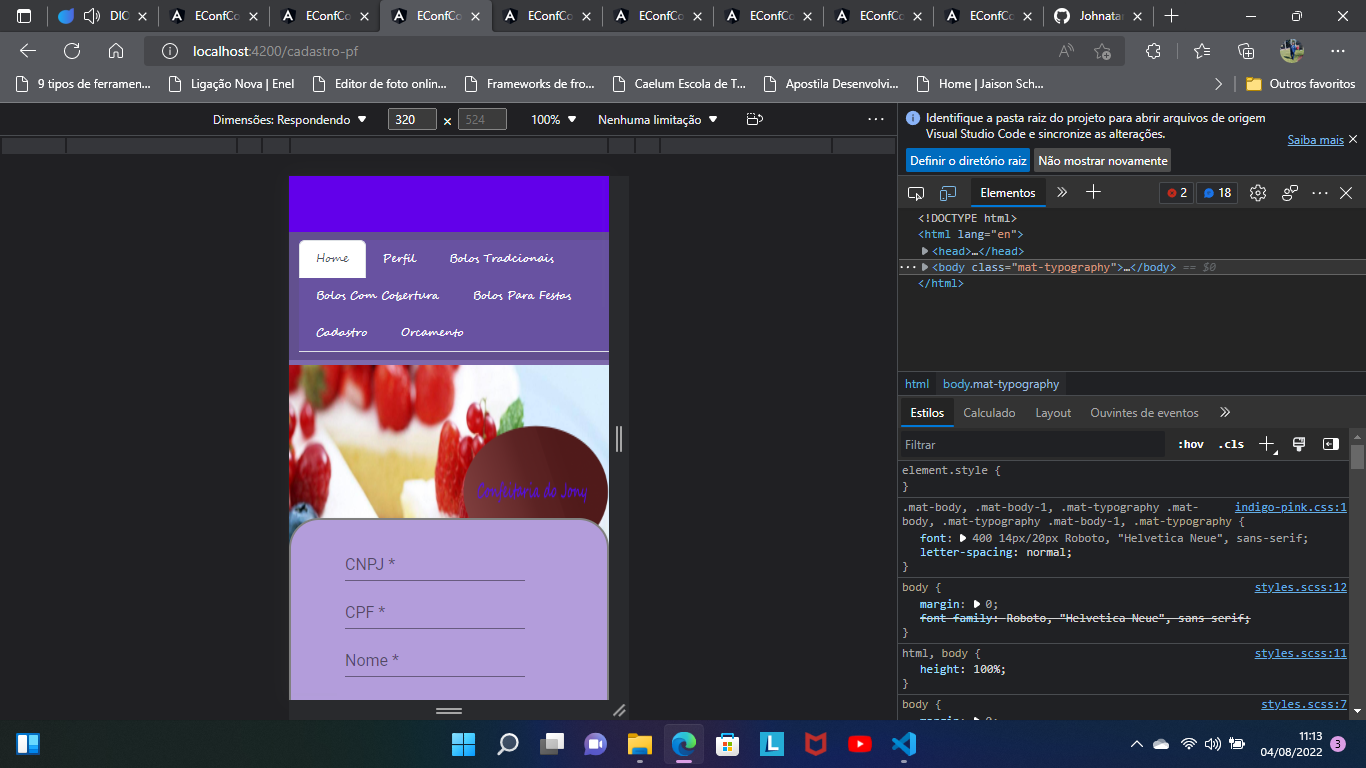 DIO
EConfCo
EConfCo
EConfCo
EConfCo
EConfCo
EConfCo
EConfCo
EConfCo
Johnatan
localhost:4200/cadastro-pf
9 tipos de ferramen...
Ligação Nova | Enel
Editor de foto onlin...
Frameworks de fro...
Caelum Escola de T...
Apostila Desenvolvi...
Home | Jaison Sch...
Outros favoritos
Dimensões: Respondendo
320 × 524
100%
Nenhuma limitação
Identifique a pasta raiz do projeto para abrir arquivos de origem
Visual Studio Code e sincronize as alterações.
Saiba mais
Definir o diretório raiz
Não mostrar novamente
Elementos
2
18
<!DOCTYPE html>
<html lang="en">
<head>…</head>
<body class="mat-typography">…</body> == $0
</html>
html
body.mat-typography
Estilos Calculado Layout Ouvintes de eventos
Filtrar
:hov .cls
element.style {
}
.mat-body, .mat-body-1, .mat-typography .mat- indigo-pink.css:1
body, .mat-typography .mat-body-1, .mat-typography {
font: 400 14px/20px Roboto, "Helvetica Neue", sans-serif;
letter-spacing: normal;
}
body { styles.scss:12
margin: 0;
font-family: Roboto, "Helvetica Neue", sans-serif;
}
html, body { styles.scss:11
height: 100%;
}
body { styles.scss:7
margin: 0;
Home Perfil Bolos Tradcionais
Bolos Com Cobertura Bolos Para Festas
Cadastro Orcamento
Confeitaria do Jony
CNPJ *
CPF *
Nome *
11:13
04/08/2022
3